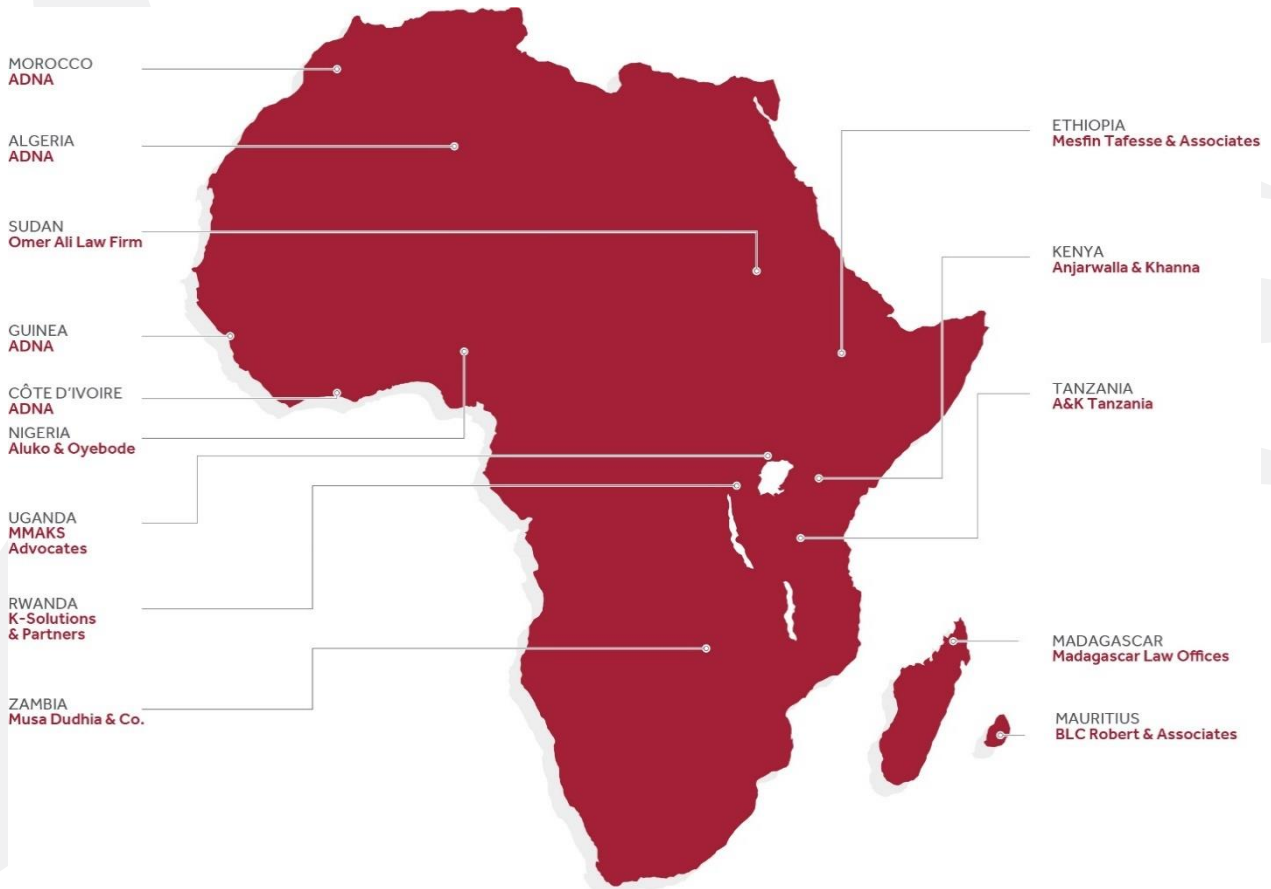 MOROCCO
ADNA
ALGERIA
ADNA
SUDAN
Omer Ali Law Firm
GUINEA
ADNA
CÔTE D'IVOIRE
ADNA
NIGERIA
Aluko & Oyebode
UGANDA
MMAKS
Advocates
RWANDA
K-Solutions
& Partners
ZAMBIA
Musa Dudhia & Co.
ETHIOPIA
Mesfin Tafesse & Associates
KENYA
Anjarwalla & Khanna
TANZANIA
A&K Tanzania
MADAGASCAR
Madagascar Law Offices
MAURITIUS
BLC Robert & Associates